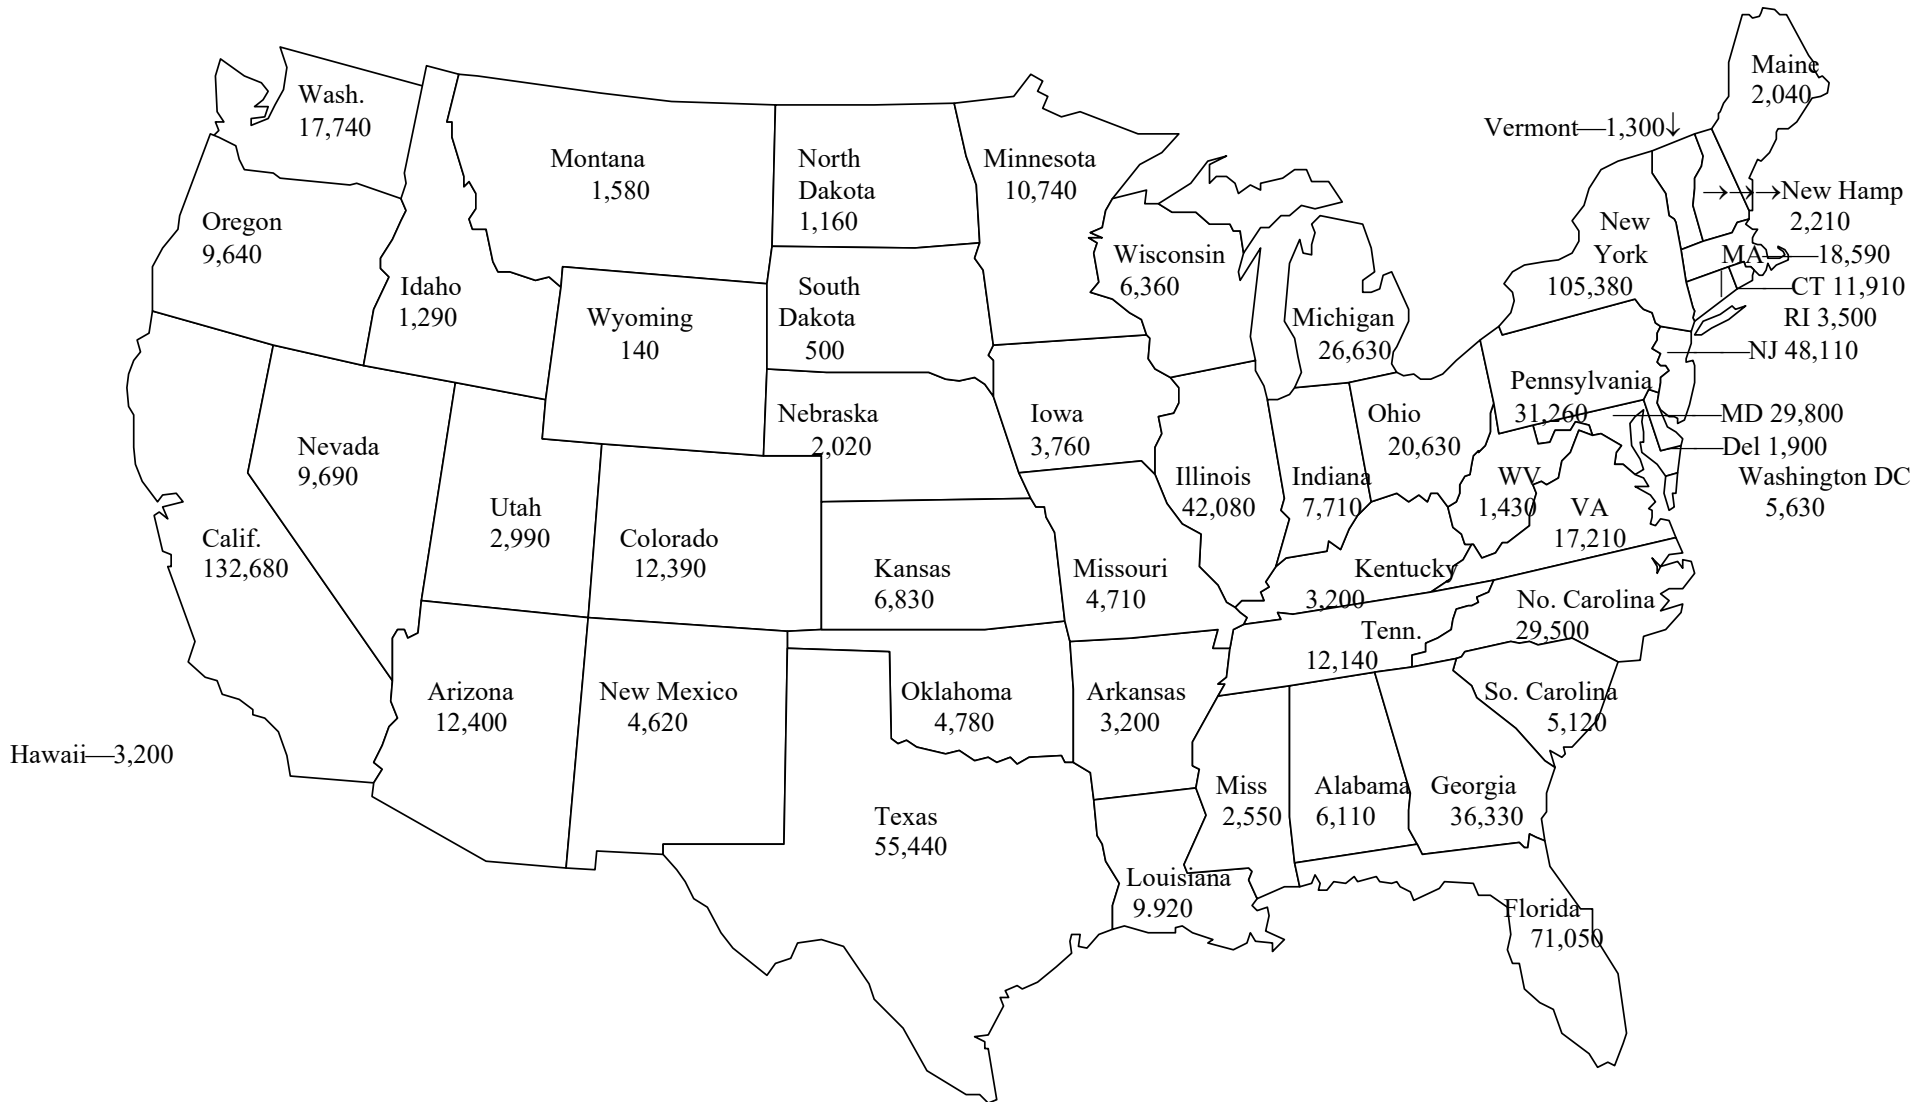 Maine
2,040
Wash.
17,740
Vermont—1,300↓
Montana
1,580
North
Dakota
1,160
Minnesota
10,740
→→→New Hamp
2,210
Oregon
9,640
New
York
105,380
Wisconsin
6,360
MA——18,590
Idaho
1,290
South
Dakota
500
CT 11,910
RI 3,500
Wyoming
140
Michigan
26,630
NJ 48,110
Pennsylvania
31,260
Nebraska
2,020
Iowa
3,760
Ohio
20,630
MD 29,800
Del 1,900
Nevada
9,690
Washington DC
5,630
Utah
2,990
Illinois
42,080
Indiana
7,710
WV
1,430
VA
17,210
Calif.
132,680
Colorado
12,390
Kansas
6,830
Missouri
4,710
Kentucky
3,200
No. Carolina
29,500
Tenn.
12,140
Arizona
12,400
New Mexico
4,620
Oklahoma
4,780
Arkansas
3,200
So. Carolina
5,120
Hawaii—3,200
Texas
55,440
Miss
2,550
Alabama
6,110
Georgia
36,330
Louisiana
9.920
Florida
71,050